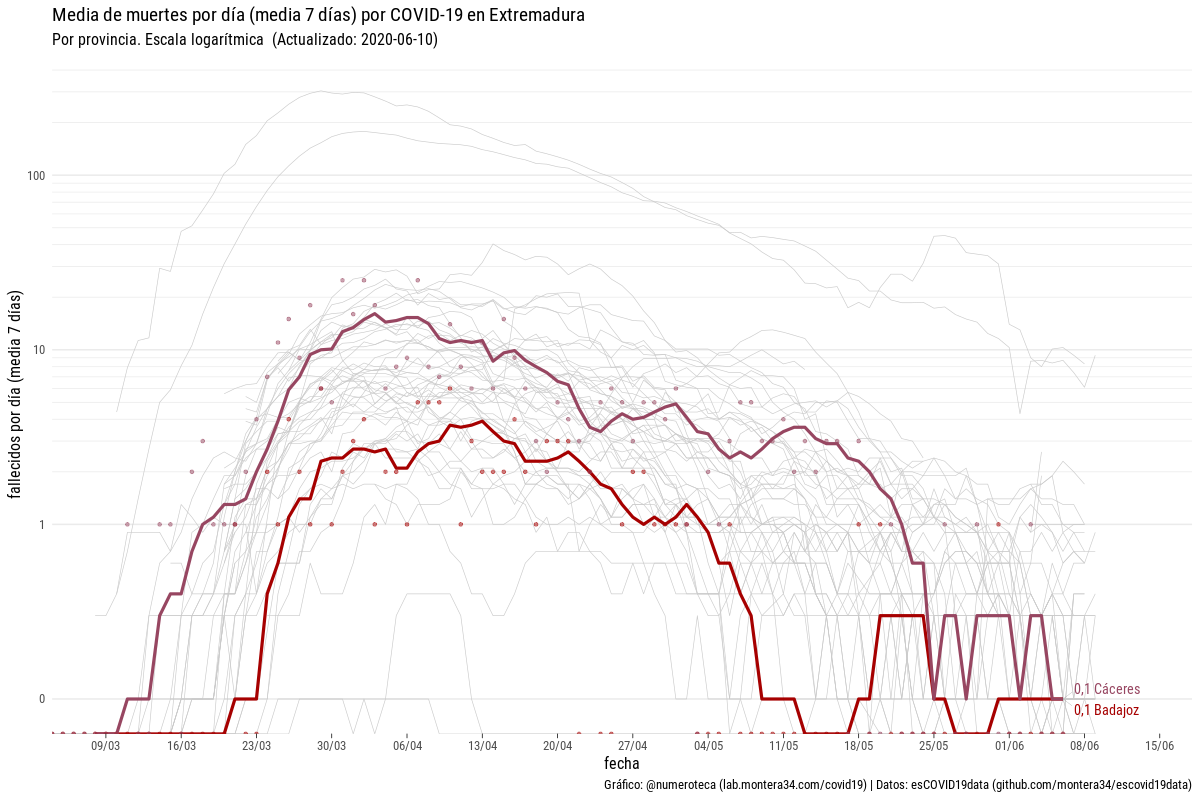 Media de muertes por día (media 7 días) por COVID-19 en Extremadura
Por provincia. Escala logarítmica  (Actualizado: 2020-06-10)
fallecidos por día (media 7 días)
100
10
1
0
0,1 Cáceres
0,1 Badajoz
09/03 16/03 23/03 30/03 06/04 13/04 20/04 27/04 04/05 11/05 18/05 25/05 01/06 08/06 15/06
fecha
Gráfico: @numeroteca (lab.montera34.com/covid19) | Datos: esCOVID19data (github.com/montera34/escovid19data)